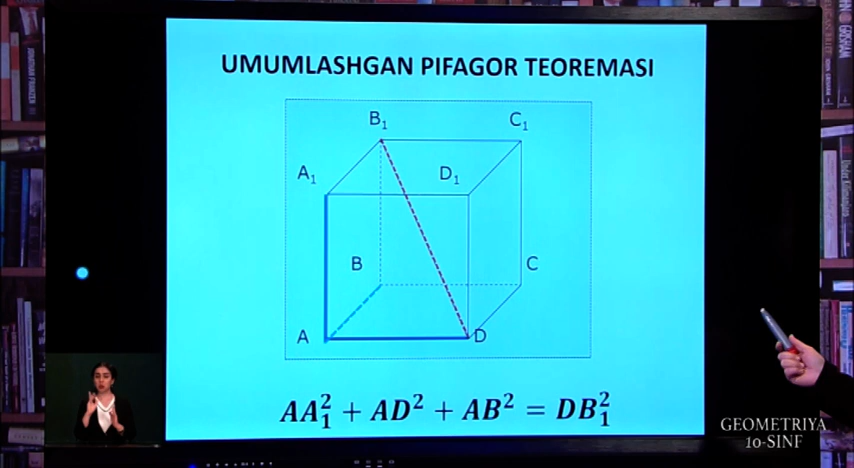 UMUMLASHGAN PIFAGOR TEOREMASI
B₁ C₁
A₁ D₁
B C
A D
AA₁² + AD² + AB² = DB₁²
GEOMETRIYA
10-SINF